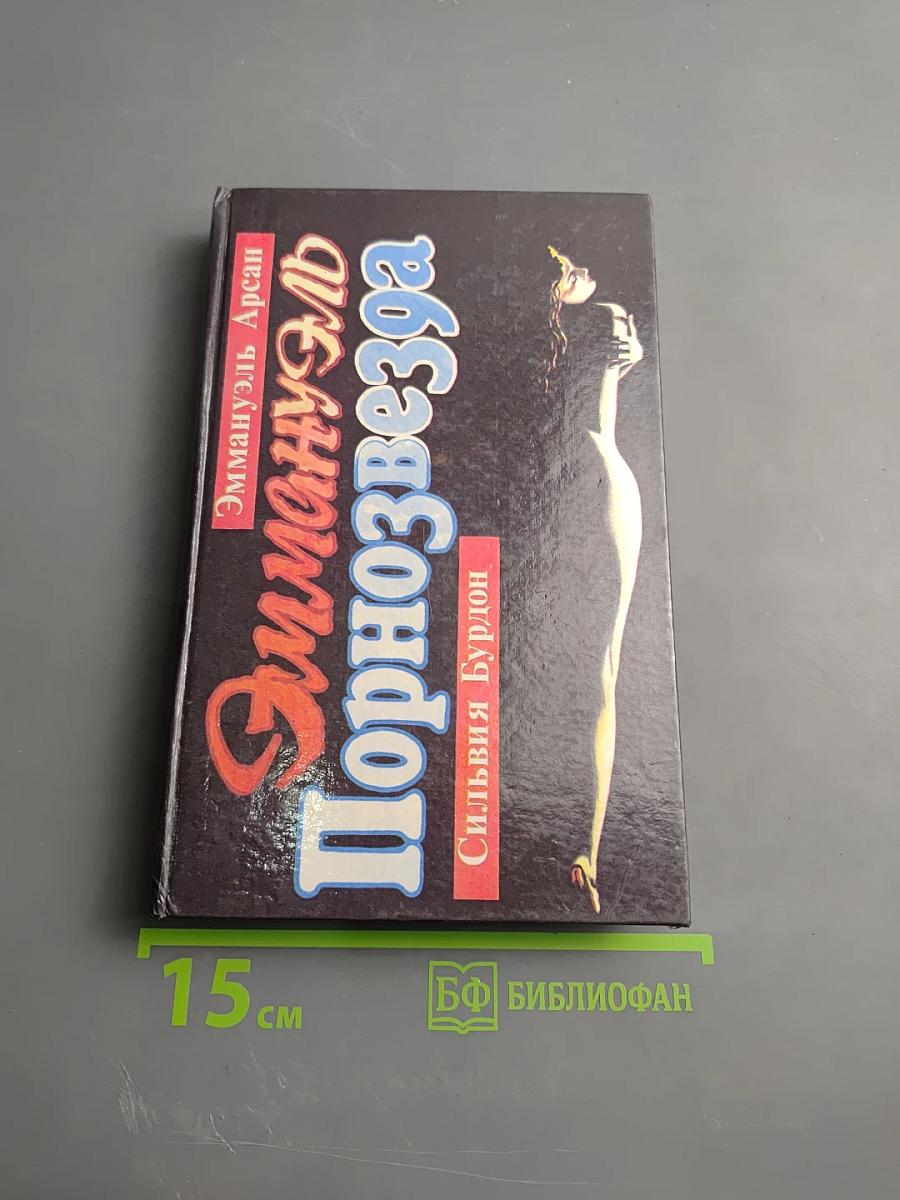 Эммануэль Арсан
Эммануэль
Порнозвезда
Сильвия Бурдон
15 см
БФ БИБЛИОФАН